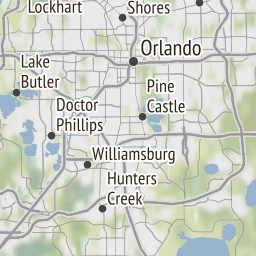 Lockhart
Shores
Orlando
Lake
Butler
Pine
Castle
Doctor
Phillips
Williamsburg
Hunters
Creek